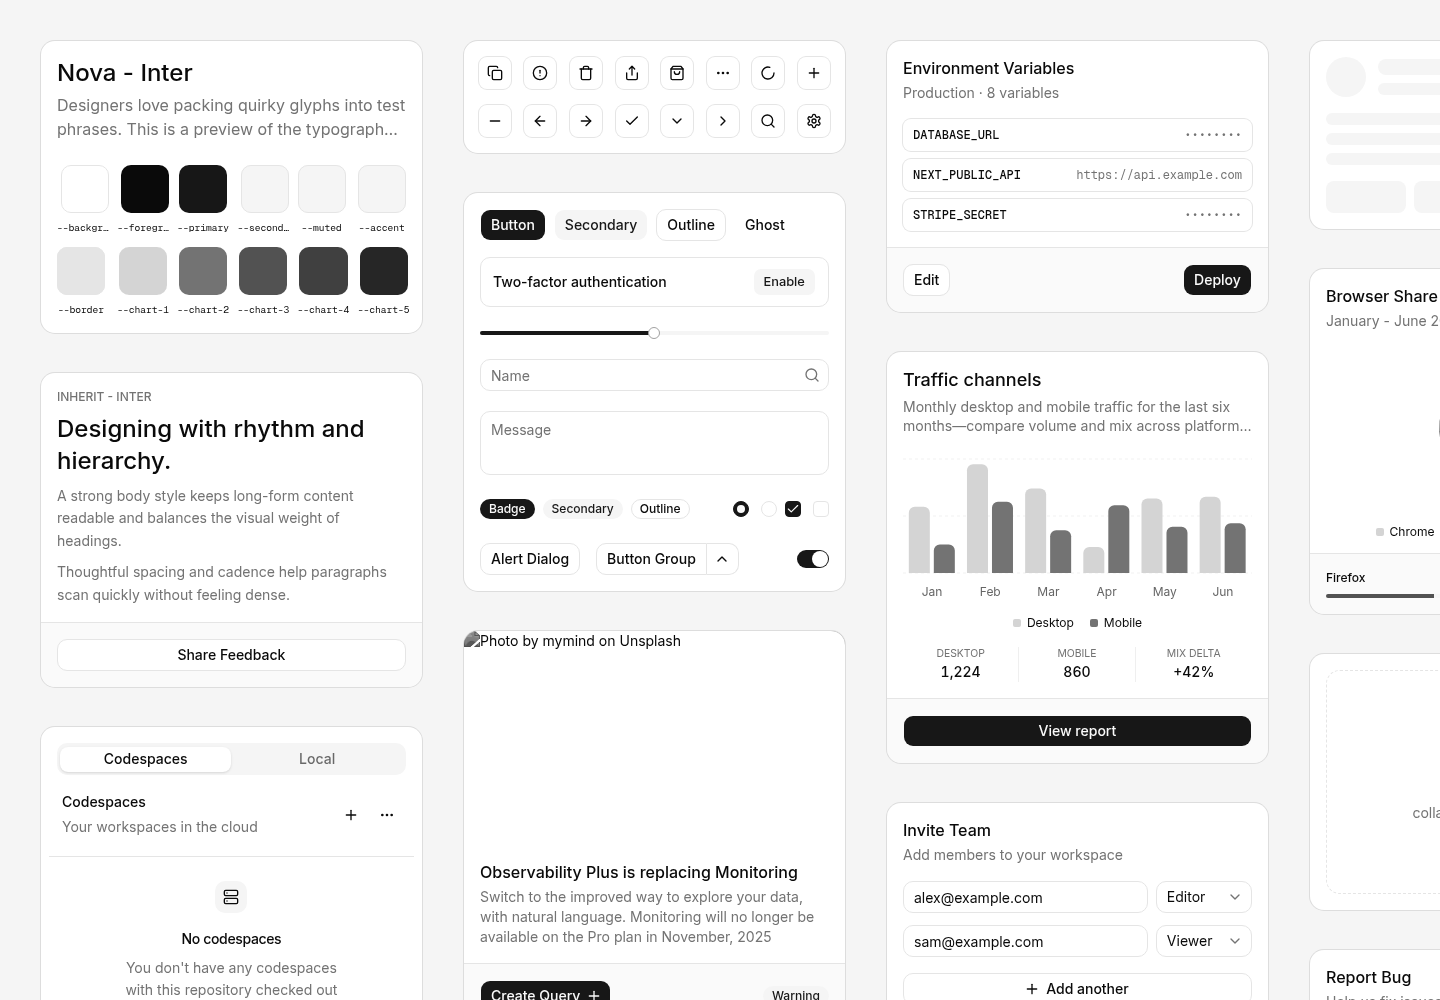 Nova - Inter
Designers love packing quirky glyphs into test
phrases. This is a preview of the typograph...
--backgr…
--foregr…
--primary
--second…
--muted
--accent
--border
--chart-1
--chart-2
--chart-3
--chart-4
--chart-5
INHERIT - INTER
Designing with rhythm and
hierarchy.
A strong body style keeps long-form content
readable and balances the visual weight of
headings.
Thoughtful spacing and cadence help paragraphs
scan quickly without feeling dense.
Share Feedback
Codespaces
Local
Codespaces
Your workspaces in the cloud
No codespaces
You don't have any codespaces
with this repository checked out
Button
Secondary
Outline
Ghost
Two-factor authentication
Enable
Name
Message
Badge
Secondary
Outline
Alert Dialog
Button Group
Photo by mymind on Unsplash
Observability Plus is replacing Monitoring
Switch to the improved way to explore your data,
with natural language. Monitoring will no longer be
available on the Pro plan in November, 2025
Create Query
Warning
Environment Variables
Production · 8 variables
DATABASE_URL
••••••••
NEXT_PUBLIC_API
https://api.example.com
STRIPE_SECRET
••••••••
Edit
Deploy
Traffic channels
Monthly desktop and mobile traffic for the last six
months—compare volume and mix across platform...
Jan
Feb
Mar
Apr
May
Jun
Desktop
Mobile
DESKTOP
1,224
MOBILE
860
MIX DELTA
+42%
View report
Invite Team
Add members to your workspace
alex@example.com
Editor
sam@example.com
Viewer
Add another
Browser Share
January - June 2
Chrome
Firefox
colla
Report Bug